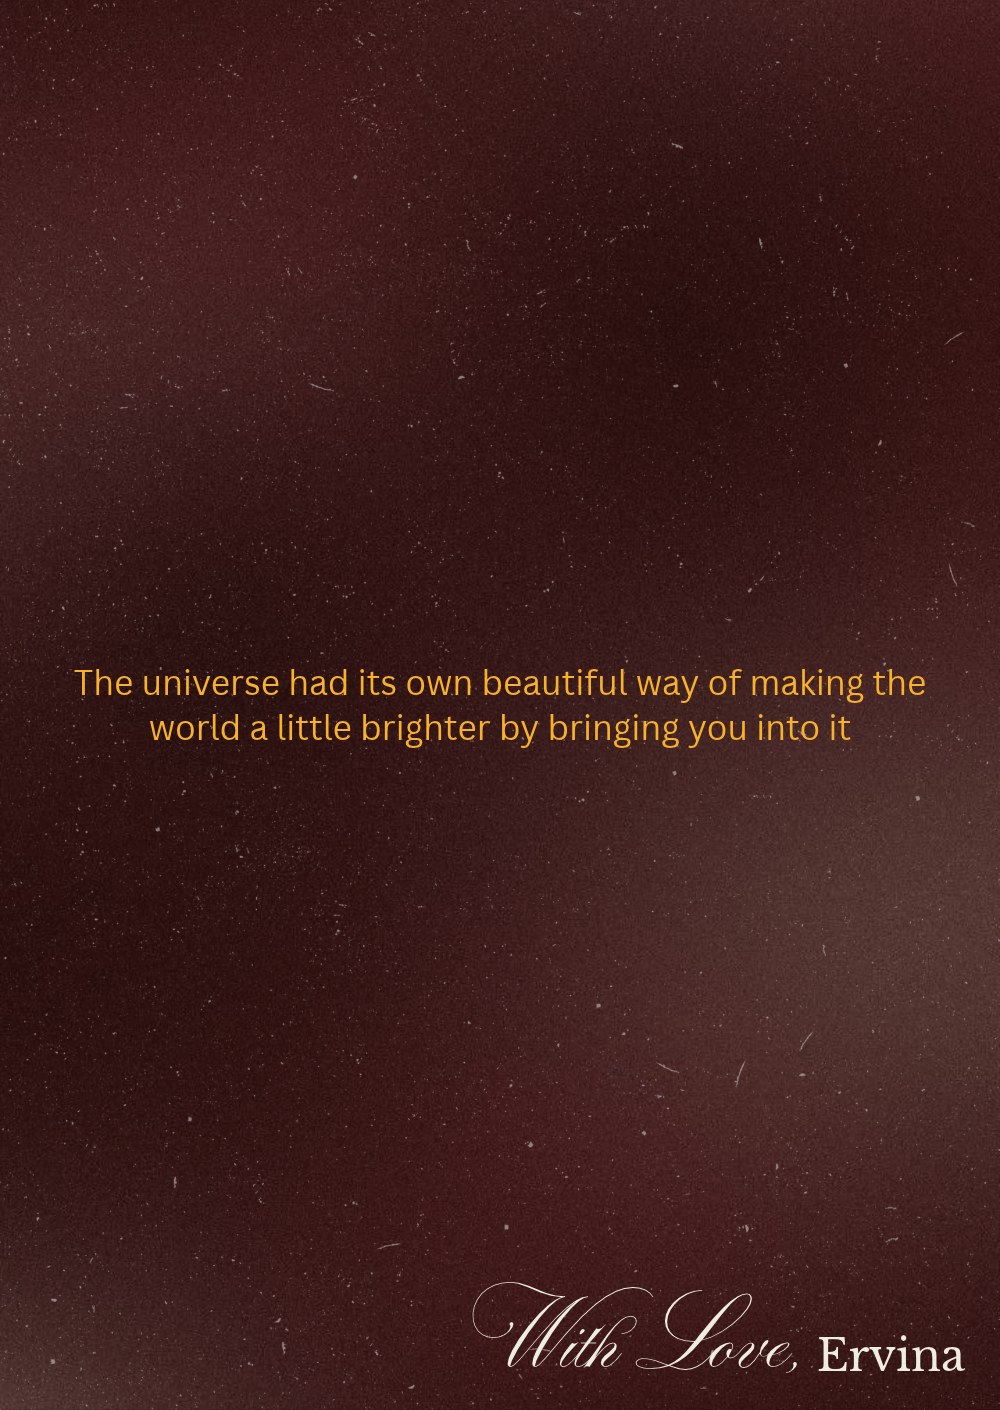 The universe had its own beautiful way of making the
world a little brighter by bringing you into it
With Love, Ervina